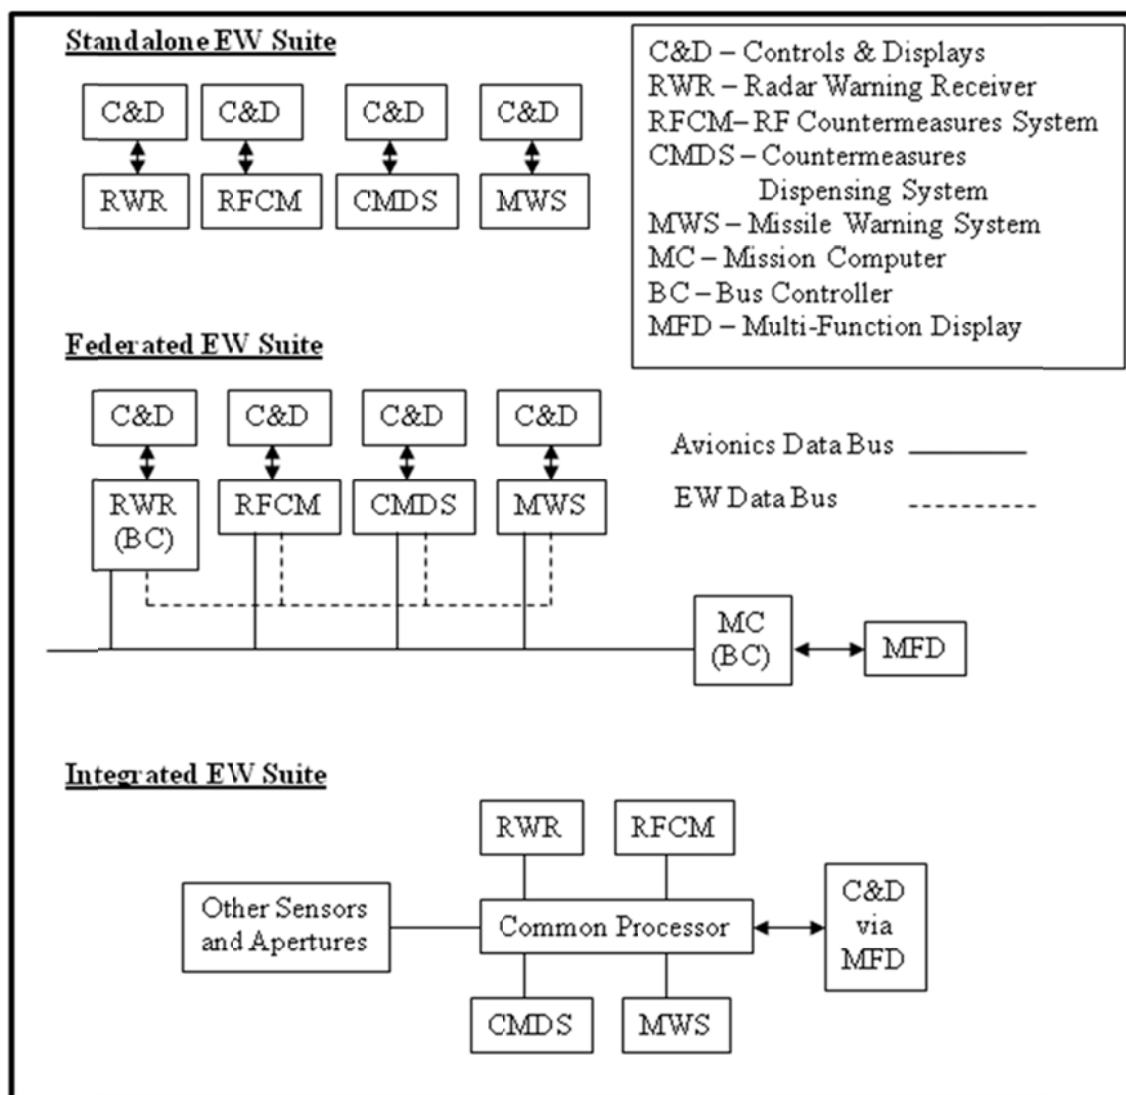 Standalone EW Suite
C&D C&D C&D C&D
RWR RFCM CMDS MWS
C&D – Controls & Displays
RWR – Radar Warning Receiver
RFCM– RF Countermeasures System
CMDS – Countermeasures
Dispensing System
MWS – Missile Warning System
MC – Mission Computer
BC – Bus Controller
MFD – Multi-Function Display
Federated EW Suite
C&D C&D C&D C&D
RWR RFCM CMDS MWS
(BC)
Avionics Data Bus
EW Data Bus
MC
(BC)
MFD
Integrated EW Suite
RWR RFCM
Other Sensors
and Apertures
Common Processor
C&D
via
MFD
CMDS MWS